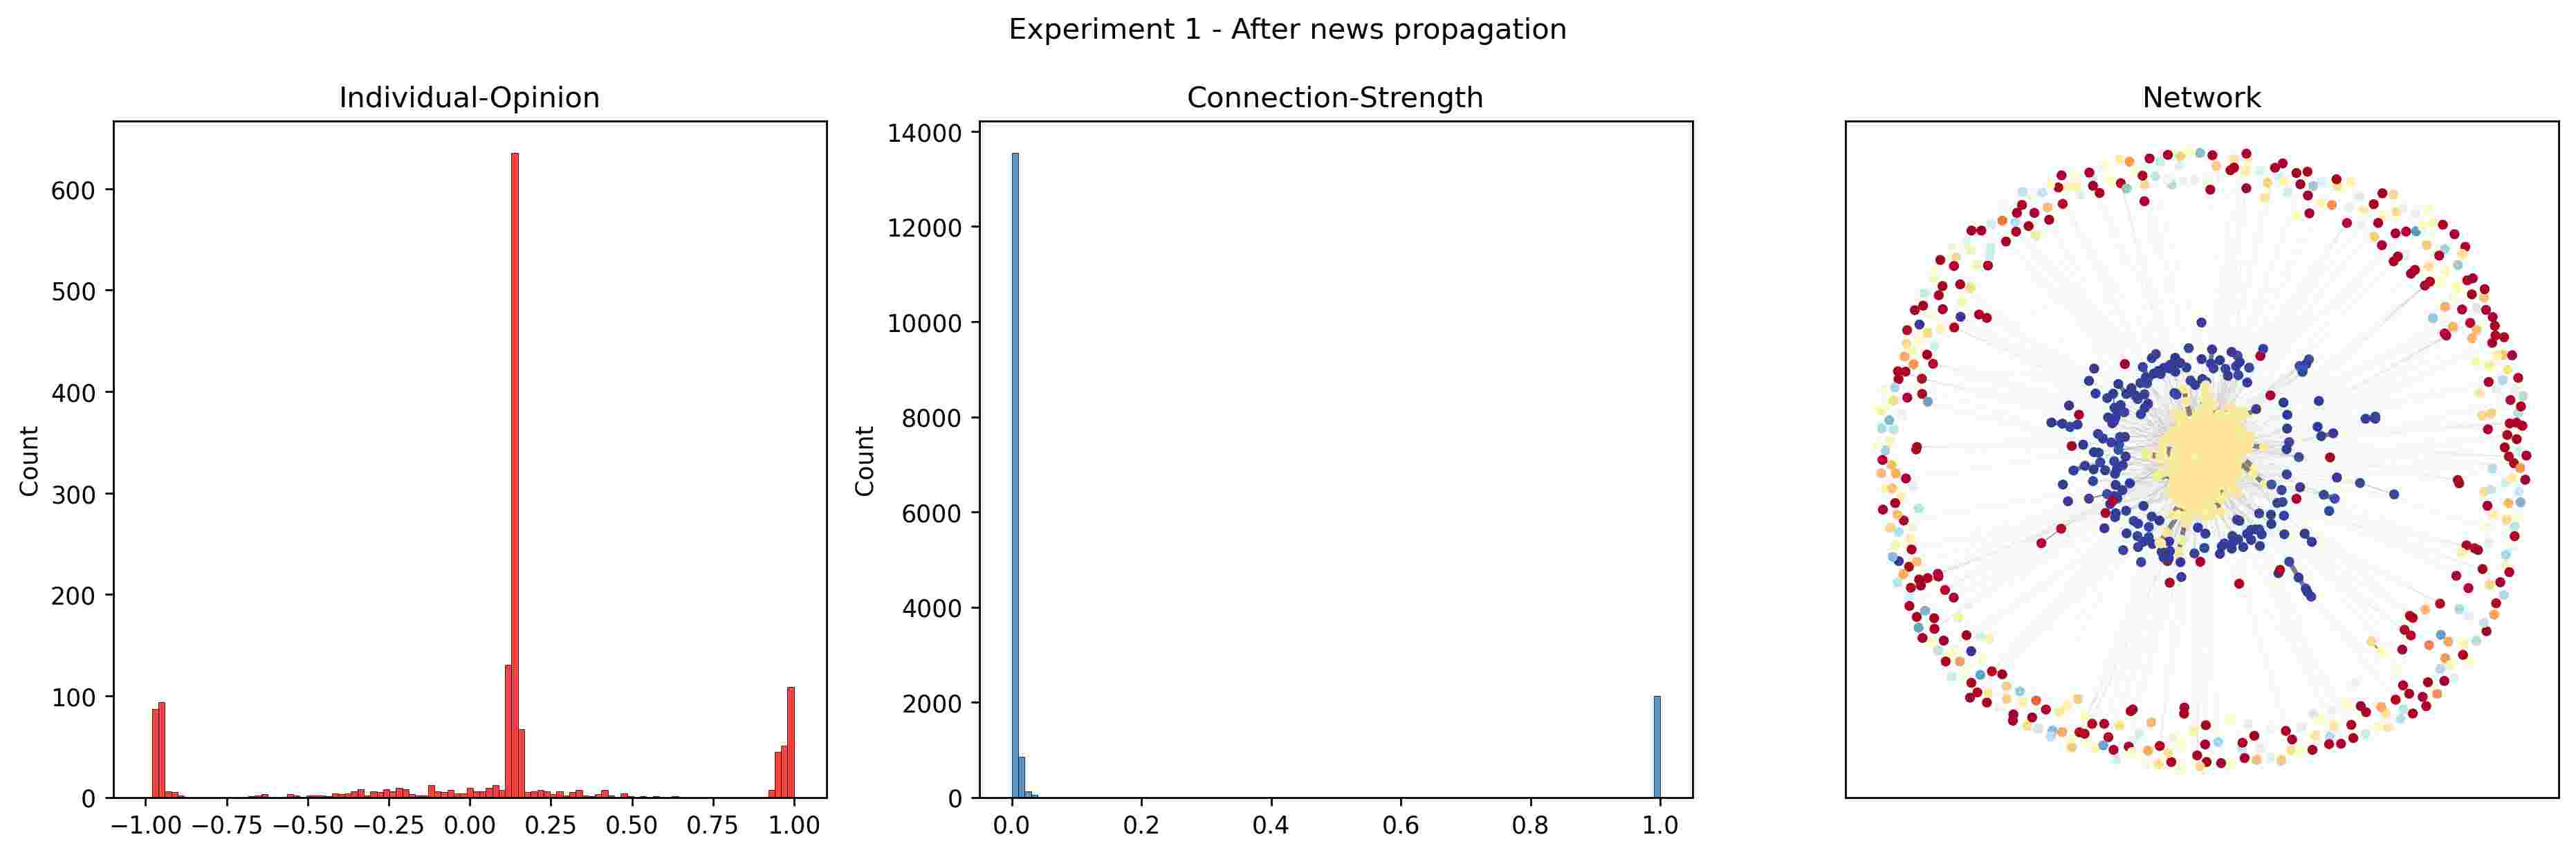 Experiment 1 - After news propagation
Individual-Opinion
Count
600
500
400
300
200
100
0
−1.00 −0.75 −0.50 −0.25 0.00 0.25 0.50 0.75 1.00
Connection-Strength
Count
14000
12000
10000
8000
6000
4000
2000
0
0.0 0.2 0.4 0.6 0.8 1.0
Network